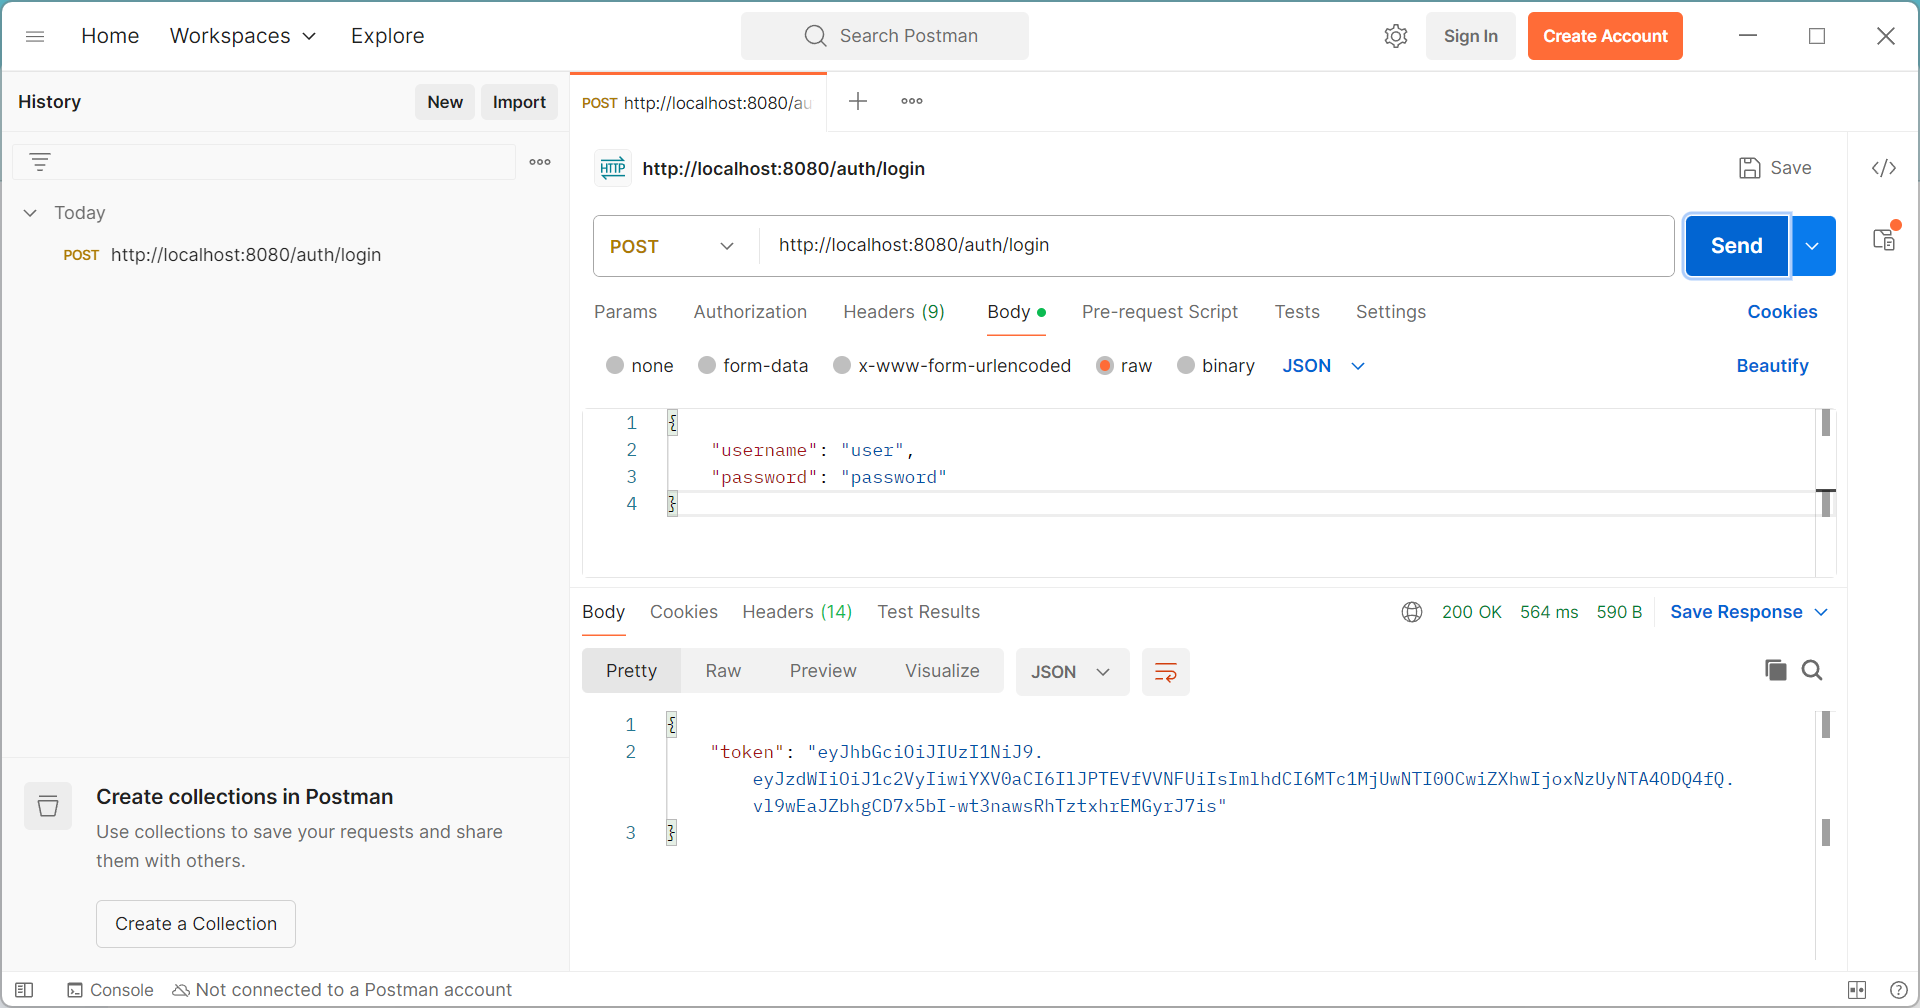 Home Workspaces Explore Search Postman Sign In Create Account
History New Import
POST http://localhost:8080/au
HTTP http://localhost:8080/auth/login Save </>
Today
POST http://localhost:8080/auth/login
POST http://localhost:8080/auth/login Send
Params Authorization Headers (9) Body Pre-request Script Tests Settings Cookies
none form-data x-www-form-urlencoded raw binary JSON Beautify
1 {
2 "username": "user",
3 "password": "password"
4 }
Body Cookies Headers (14) Test Results 200 OK 564 ms 590 B Save Response
Pretty Raw Preview Visualize JSON
1 {
2 "token": "eyJhbGciOiJIUzI1NiJ9.
eyJzdWIiOiJ1c2VyIiwiYXV0aCI6IlJPTEVfVVNFUiIsImlhdCI6MTc1MjUwNTI0OCwiZXhwIjoxNzUyNTA4ODQ4fQ.
vl9wEaJZbhgCD7x5bI-wt3nawsRhTztxhrEMGyrJ7is"
3 }
Create collections in Postman
Use collections to save your requests and share
them with others.
Create a Collection
Console Not connected to a Postman account